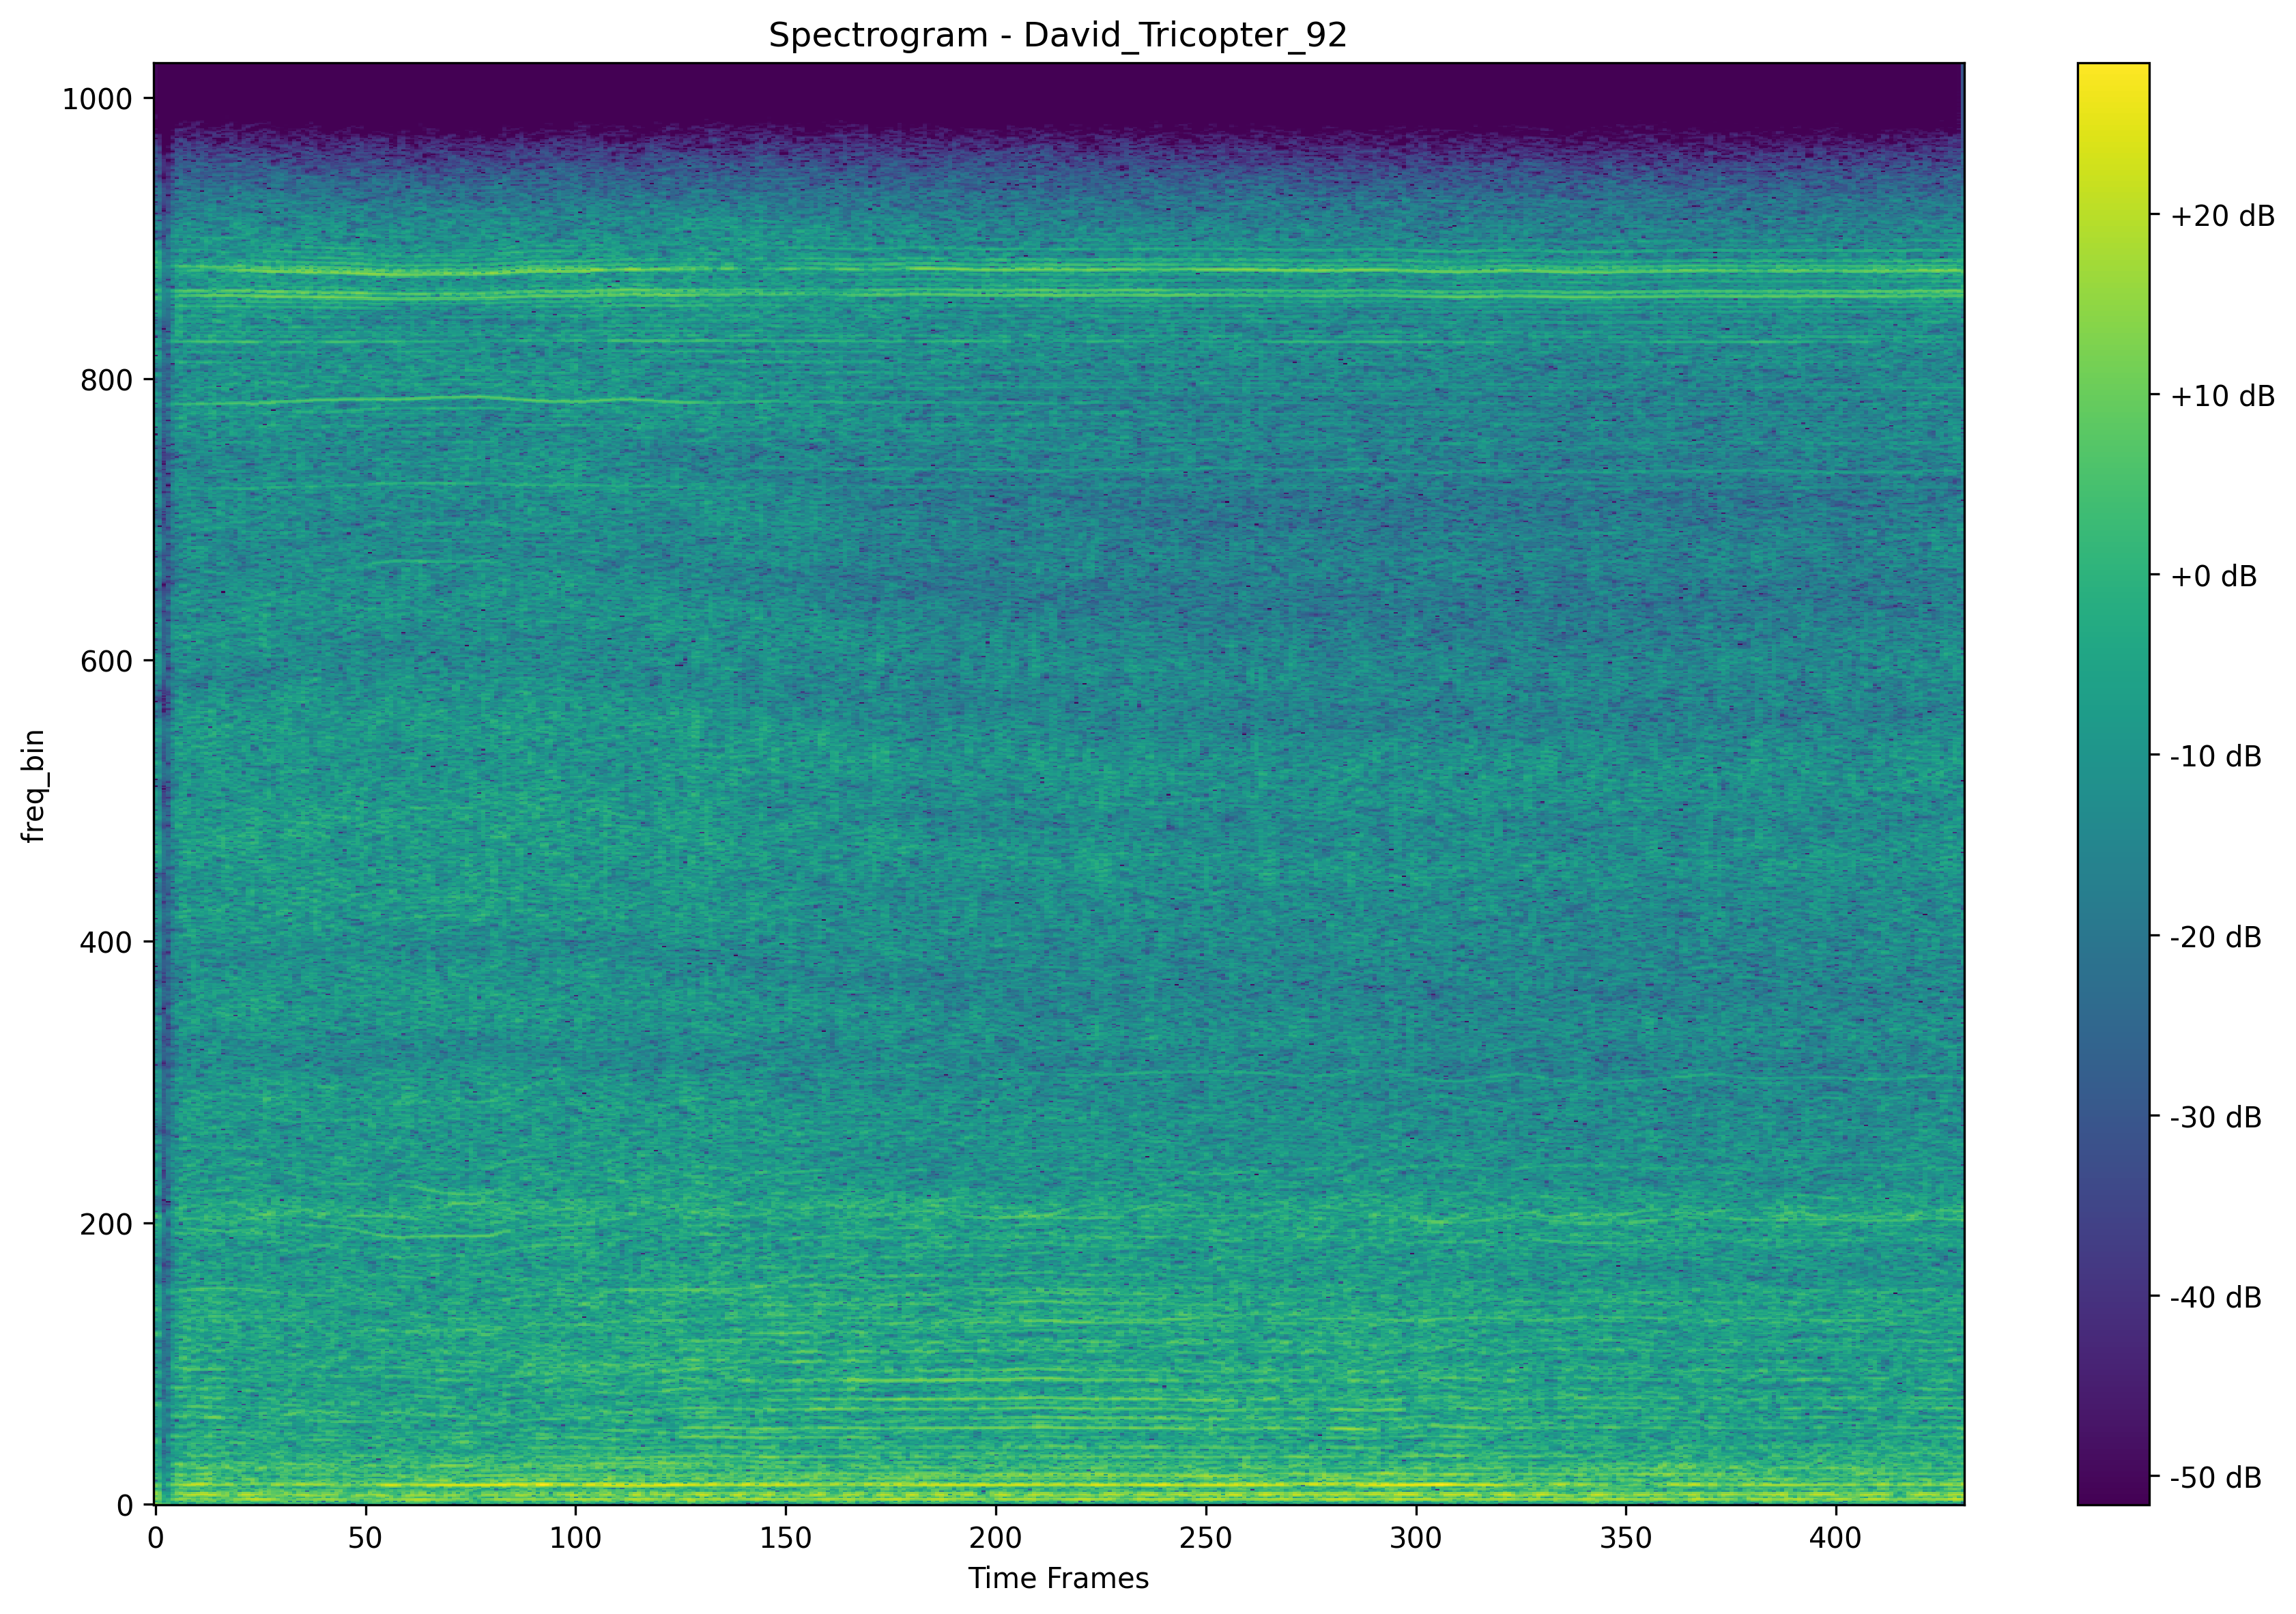 Spectrogram - David_Tricopter_92
1000
800
600
400
200
0
freq_bin
0 50 100 150 200 250 300 350 400
Time Frames
+20 dB
+10 dB
+0 dB
-10 dB
-20 dB
-30 dB
-40 dB
-50 dB